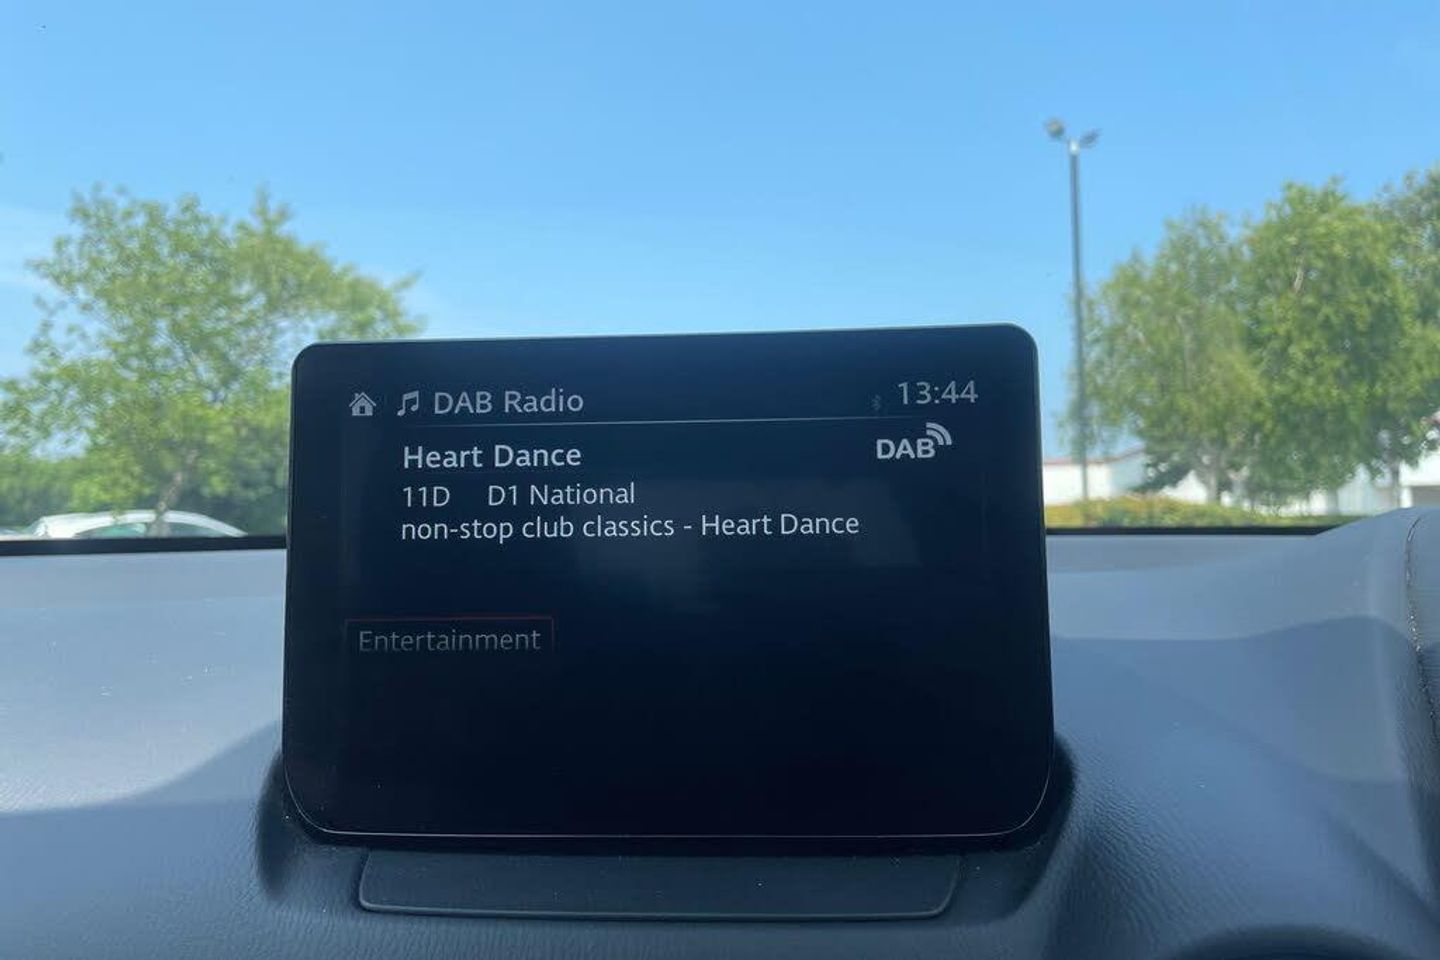 DAB Radio 13:44
Heart Dance DAB
11D D1 National
non-stop club classics - Heart Dance
Entertainment